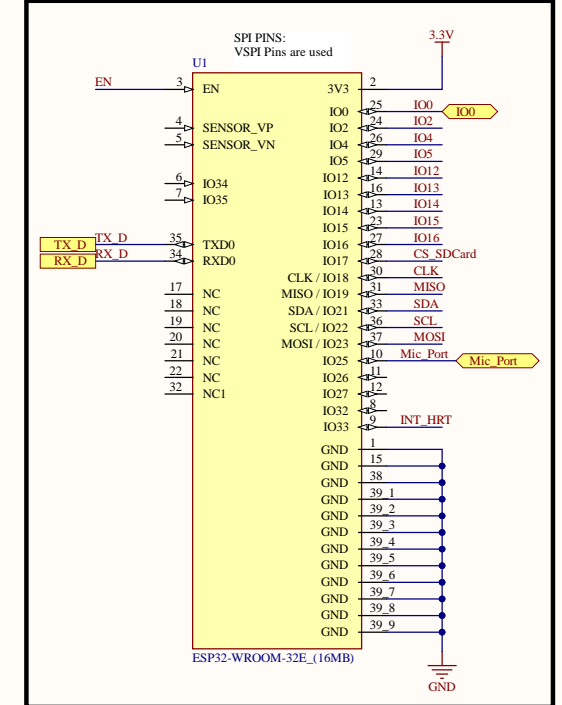 SPI PINS:
VSPI Pins are used
3.3V
U1
EN 3 EN 3V3 2
IO0 25 IO0 IO0
4 SENSOR_VP IO2 24 IO2
5 SENSOR_VN IO4 26 IO4
IO5 29 IO5
6 IO34 IO12 14 IO12
7 IO35 IO13 16 IO13
IO14 13 IO14
IO15 23 IO15
TX_D TX_D 35 TXD0 IO16 27 IO16
RX_D RX_D 34 RXD0 IO17 28 CS_SDCard
CLK / IO18 30 CLK
17 NC MISO / IO19 31 MISO
18 NC SDA / IO21 33 SDA
19 NC SCL / IO22 36 SCL
20 NC MOSI / IO23 37 MOSI
21 NC IO25 10 Mic_Port Mic_Port
22 NC IO26 11
32 NC1 IO27 12
IO32 8
IO33 9 INT_HRT
GND 1
GND 15
GND 38
GND 39_1
GND 39_2
GND 39_3
GND 39_4
GND 39_5
GND 39_6
GND 39_7
GND 39_8
GND 39_9
ESP32-WROOM-32E_(16MB)
GND